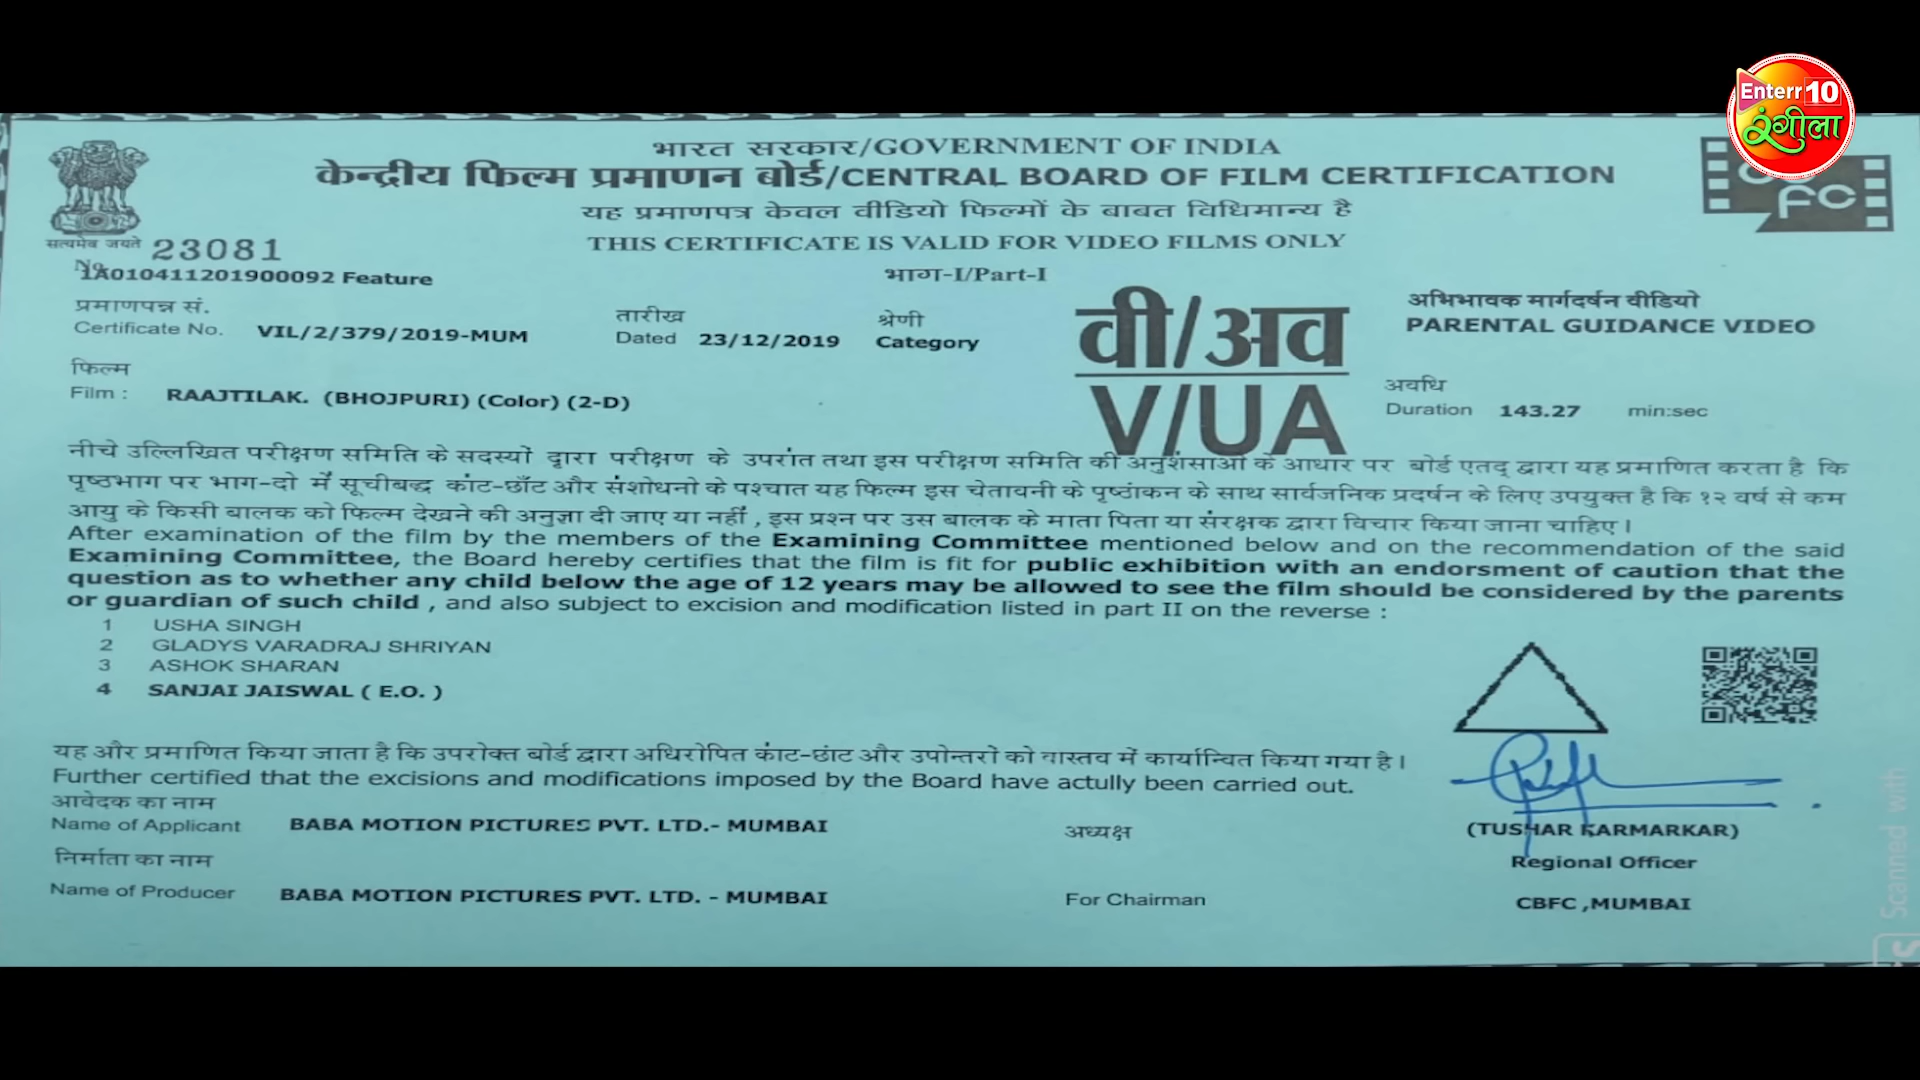 Enterr 10
रंगीला
भारत सरकार/GOVERNMENT OF INDIA
केन्द्रीय फिल्म प्रमाणन बोर्ड/CENTRAL BOARD OF FILM CERTIFICATION
यह प्रमाणपत्र केवल वीडियो फिल्मों के बाबत विधिमान्य है
THIS CERTIFICATE IS VALID FOR VIDEO FILMS ONLY
सत्यमेव जयते
No. 23081
1A010411201900092 Feature
भाग-I/Part-I
प्रमाणपत्र सं.
Certificate No. VIL/2/379/2019-MUM
तारीख
Dated 23/12/2019
श्रेणी
Category
वी/अव
V/UA
अभिभावक मार्गदर्षन वीडियो
PARENTAL GUIDANCE VIDEO
फिल्म
Film : RAAJTILAK. (BHOJPURI) (Color) (2-D)
अवधि
Duration 143.27 min:sec
नीचे उल्लिखित परीक्षण समिति के सदस्यों द्वारा परीक्षण के उपरांत तथा इस परीक्षण समिति की अनुशंसाओं के आधार पर बोर्ड एतद् द्वारा यह प्रमाणित करता है कि
पृष्ठभाग पर भाग-दो में सूचीबद्ध कांट-छाँट और संशोधनो के पश्चात यह फिल्म इस चेतावनी के पृष्ठांकन के साथ सार्वजनिक प्रदर्षन के लिए उपयुक्त है कि १२ वर्ष से कम
आयु के किसी बालक को फिल्म देखने की अनुज्ञा दी जाए या नहीं , इस प्रश्न पर उस बालक के माता पिता या संरक्षक द्वारा विचार किया जाना चाहिए ।
After examination of the film by the members of the Examining Committee mentioned below and on the recommendation of the said
Examining Committee, the Board hereby certifies that the film is fit for public exhibition with an endorsment of caution that the
question as to whether any child below the age of 12 years may be allowed to see the film should be considered by the parents
or guardian of such child , and also subject to excision and modification listed in part II on the reverse :
1 USHA SINGH
2 GLADYS VARADRAJ SHRIYAN
3 ASHOK SHARAN
4 SANJAI JAISWAL ( E.O. )
यह और प्रमाणित किया जाता है कि उपरोक्त बोर्ड द्वारा अधिरोपित कांट-छांट और उपोन्तरों को वास्तव में कार्यान्वित किया गया है ।
Further certified that the excisions and modifications imposed by the Board have actully been carried out.
आवेदक का नाम
Name of Applicant BABA MOTION PICTURES PVT. LTD.- MUMBAI
अध्यक्ष
(TUSHAR KARMARKAR)
निर्माता का नाम
Regional Officer
Name of Producer BABA MOTION PICTURES PVT. LTD. - MUMBAI
For Chairman
CBFC ,MUMBAI
Scanned with